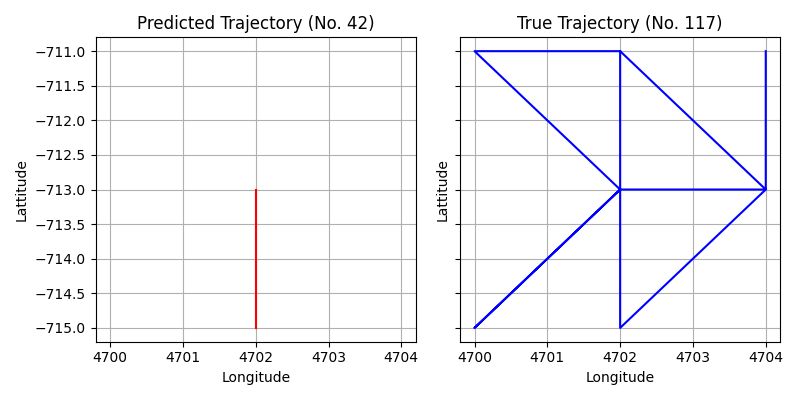 Predicted Trajectory (No. 42)
True Trajectory (No. 117)
−711.0
−711.5
−712.0
−712.5
−713.0
−713.5
−714.0
−714.5
−715.0
Lattitude
Lattitude
4700 4701 4702 4703 4704
4700 4701 4702 4703 4704
Longitude
Longitude